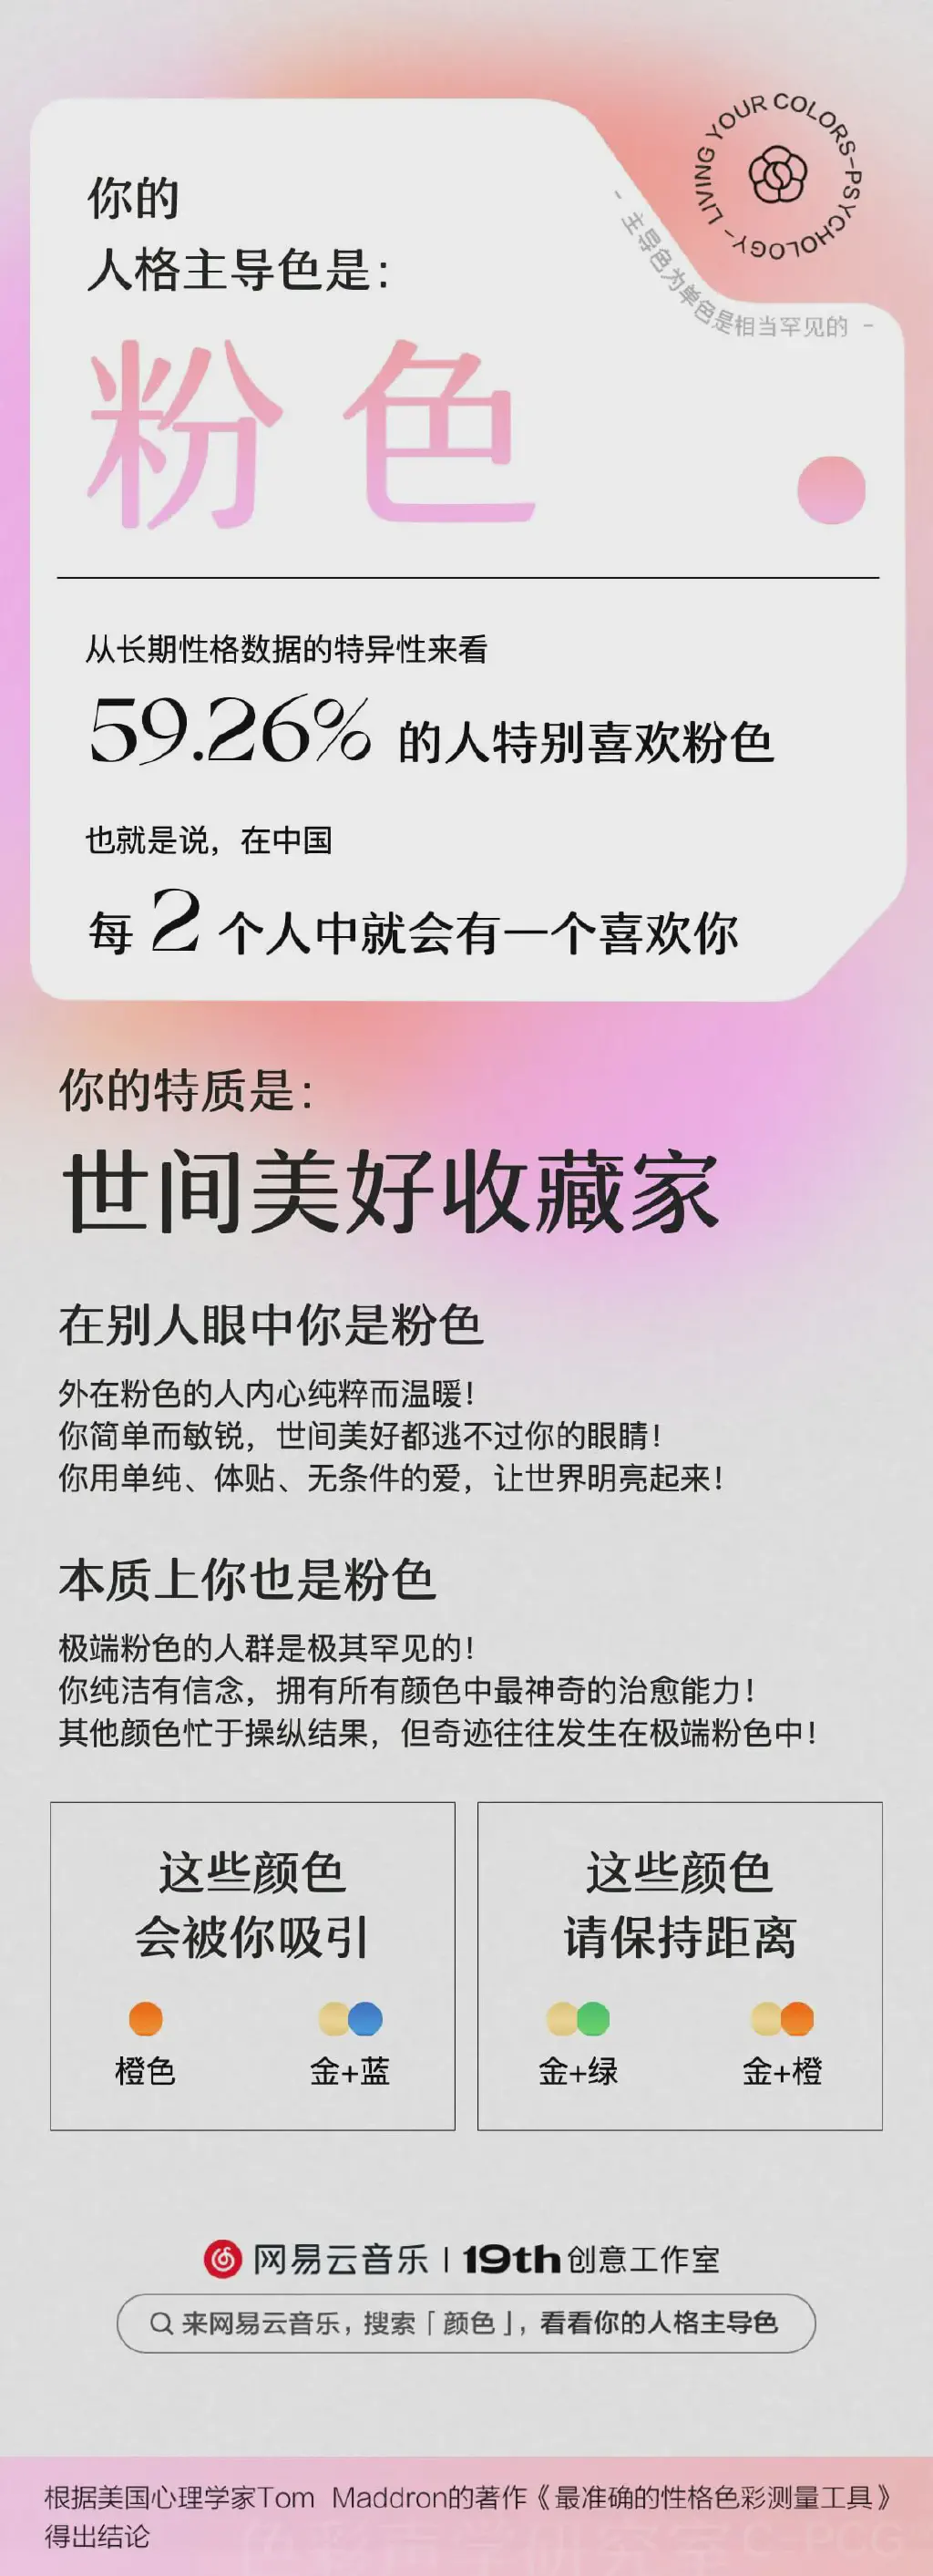 LIVING YOUR COLORS-PSYCHOLOGY-
- 主导色为单色是相当罕见的 -
你的
人格主导色是：
粉色
从长期性格数据的特异性来看
59.26% 的人特别喜欢粉色
也就是说，在中国
每 2 个人中就会有一个喜欢你
你的特质是：
世间美好收藏家
在别人眼中你是粉色
外在粉色的人内心纯粹而温暖！
你简单而敏锐，世间美好都逃不过你的眼睛！
你用单纯、体贴、无条件的爱，让世界明亮起来！
本质上你也是粉色
极端粉色的人群是极其罕见的！
你纯洁有信念，拥有所有颜色中最神奇的治愈能力！
其他颜色忙于操纵结果，但奇迹往往发生在极端粉色中！
这些颜色
会被你吸引
橙色 金+蓝
这些颜色
请保持距离
金+绿 金+橙
网易云音乐 | 19th创意工作室
来网易云音乐，搜索「颜色」，看看你的人格主导色
根据美国心理学家Tom Maddron的著作《最准确的性格色彩测量工具》
得出结论